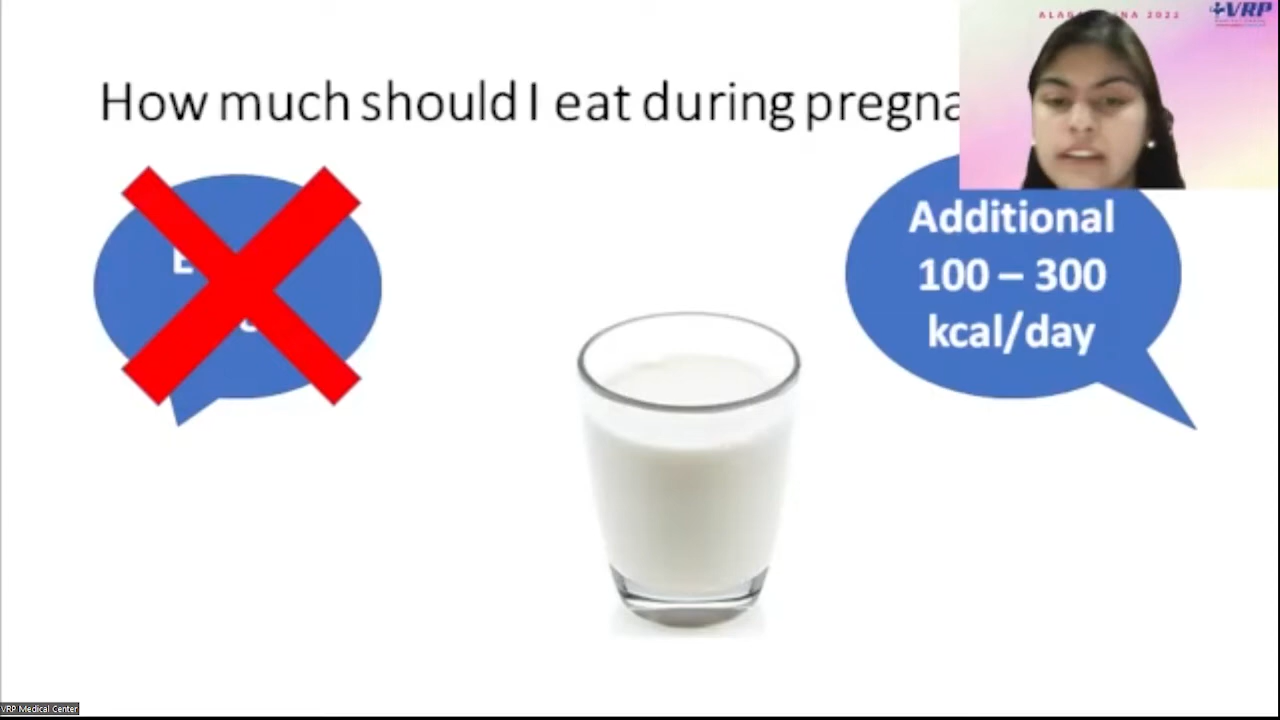 How much should I eat during pregna
Additional
100 – 300
kcal/day
VRP
VRP Medical Center